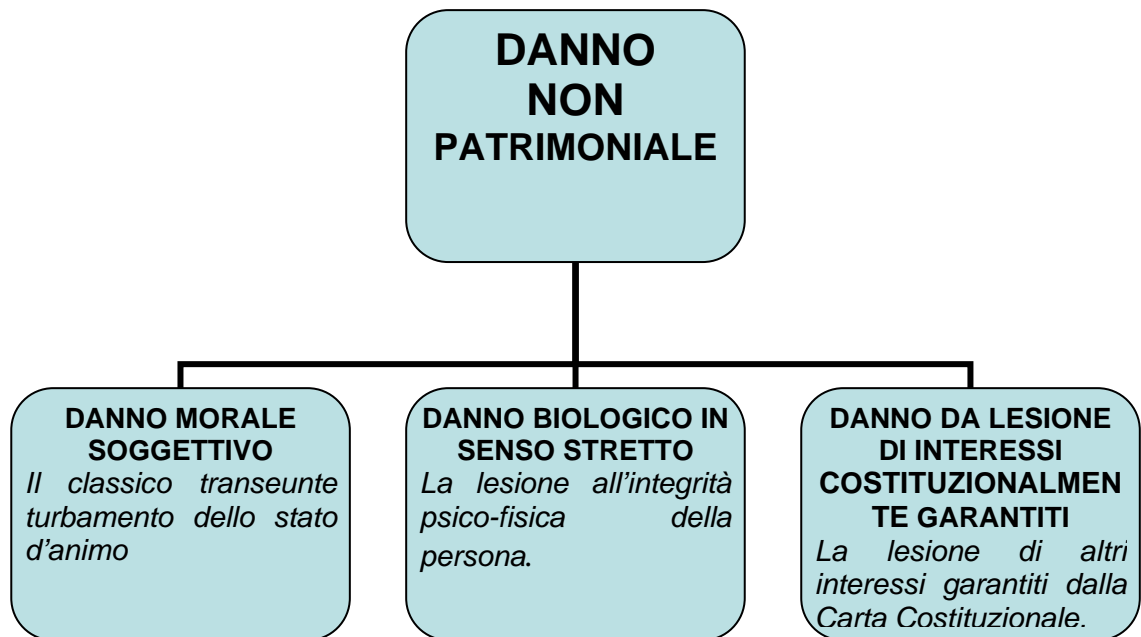 DANNO
NON
PATRIMONIALE
DANNO MORALE
SOGGETTIVO
Il classico transeunte
turbamento dello stato
d'animo
DANNO BIOLOGICO IN
SENSO STRETTO
La lesione all'integrità
psico-fisica della
persona.
DANNO DA LESIONE
DI INTERESSI
COSTITUZIONALMEN
TE GARANTITI
La lesione di altri
interessi garantiti dalla
Carta Costituzionale.